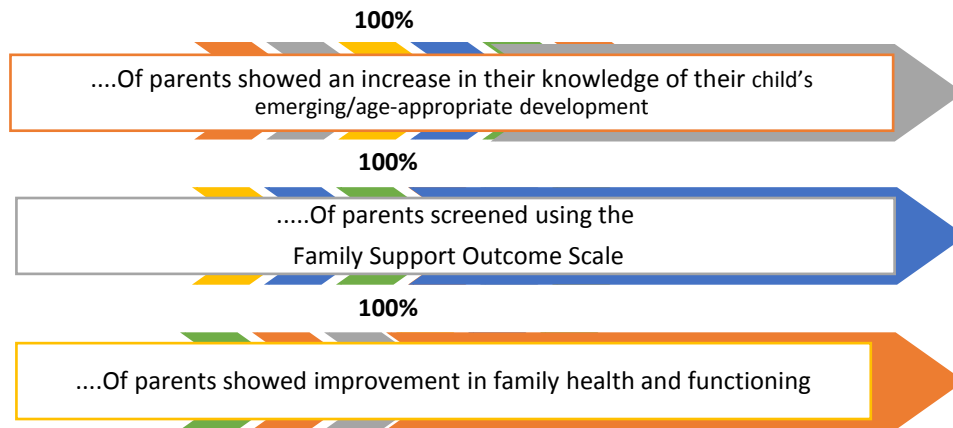 100%
....Of parents showed an increase in their knowledge of their child’s
emerging/age-appropriate development
100%
.....Of parents screened using the
Family Support Outcome Scale
100%
....Of parents showed improvement in family health and functioning